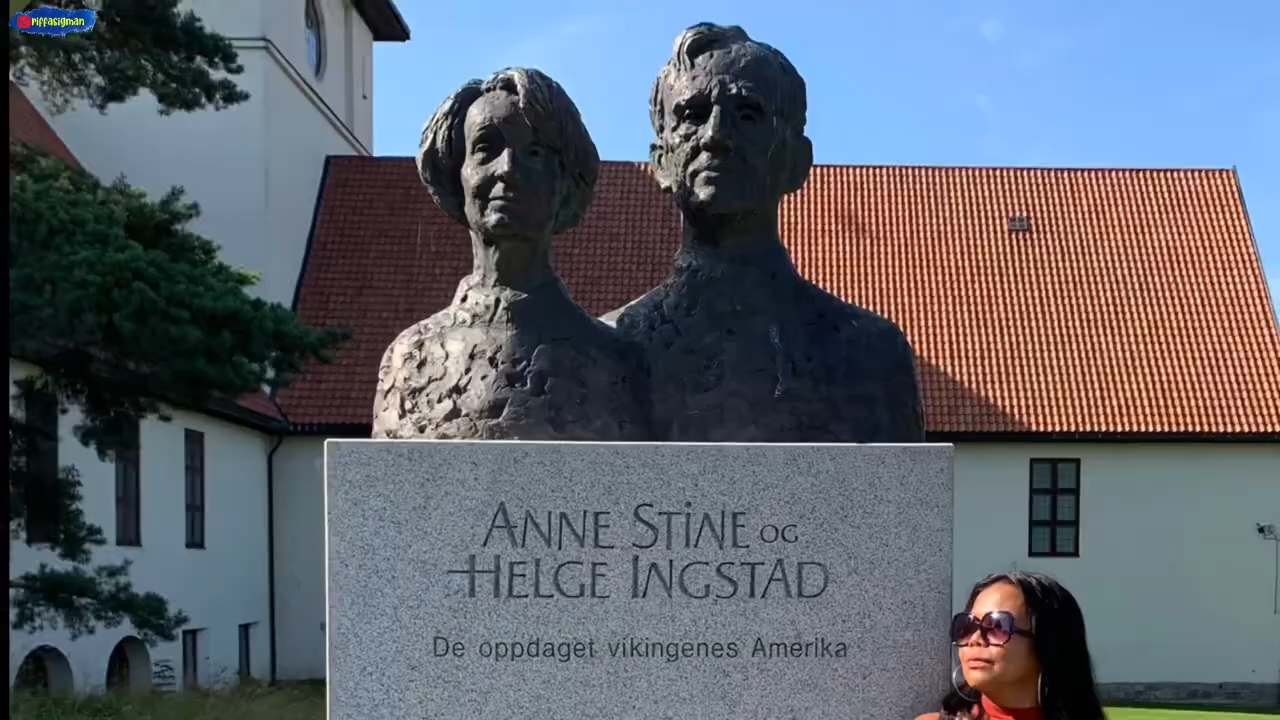 riffasigman
ANNE STINE OG
HELGE INGSTAD
De oppdaget vikingenes Amerika